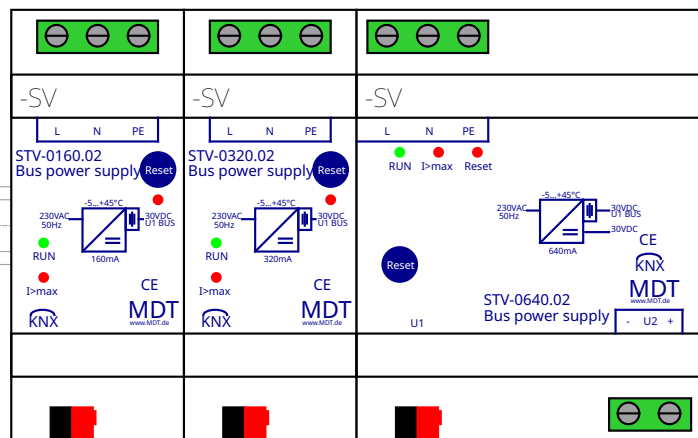 -SV
L N PE
STV-0160.02
Bus power supply
Reset
-5...+45°C
230VAC
50Hz
30VDC
U1 BUS
160mA
RUN
I>max
CE
KNX
MDT
www.MDT.de
-SV
L N PE
STV-0320.02
Bus power supply
Reset
-5...+45°C
230VAC
50Hz
30VDC
U1 BUS
320mA
RUN
I>max
CE
KNX
MDT
www.MDT.de
-SV
L N PE
RUN I>max Reset
-5...+45°C
230VAC
50Hz
30VDC
U1 BUS
30VDC
640mA
CE
KNX
Reset
MDT
www.MDT.de
STV-0640.02
Bus power supply
U1
- U2 +